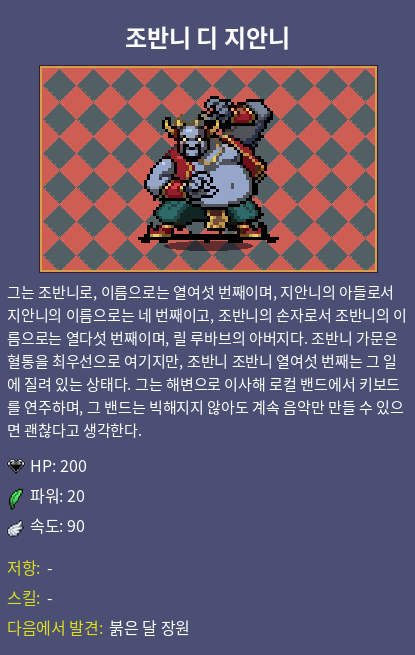 조반니 디 지안니
그는 조반니로, 이름으로는 열여섯 번째이며, 지안니의 아들로서
지안니의 이름으로는 네 번째이고, 조반니의 손자로서 조반니의 이
름으로는 열다섯 번째이며, 릴 루바브의 아버지다. 조반니 가문은
혈통을 최우선으로 여기지만, 조반니 조반니 열여섯 번째는 그 일
에 질려 있는 상태다. 그는 해변으로 이사해 로컬 밴드에서 키보드
를 연주하며, 그 밴드는 빅해지지 않아도 계속 음악만 만들 수 있으
면 괜찮다고 생각한다.
HP: 200
파워: 20
속도: 90
저항: -
스킬: -
다음에서 발견: 붉은 달 장원